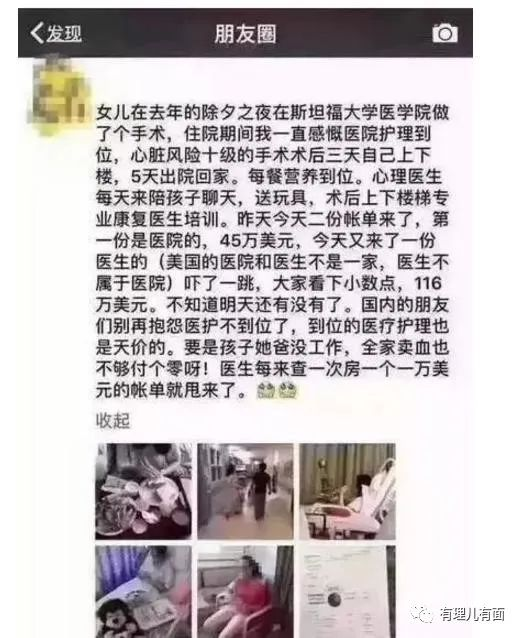 发现
朋友圈
女儿在去年的除夕之夜在斯坦福大学医学院做
了个手术，住院期间我一直感慨医院护理到
位，心脏风险十级的手术术后三天自己上下
楼，5天出院回家。每餐营养到位。心理医生
每天来陪孩子聊天，送玩具，术后上下楼梯专
业康复医生培训。昨天今天二份帐单来了，第
一份是医院的，45万美元，今天又来了一份
医生的（美国的医院和医生不是一家，医生不
属于医院）吓了一跳，大家看下小数点，116
万美元。不知道明天还有没有了。国内的朋友
们别再抱怨医护不到位了，到位的医疗护理也
是天价的。要是孩子她爸没工作，全家卖血也
不够付个零呀！医生每来查一次房一个一万美
元的帐单就甩来了。
收起
有理儿有面